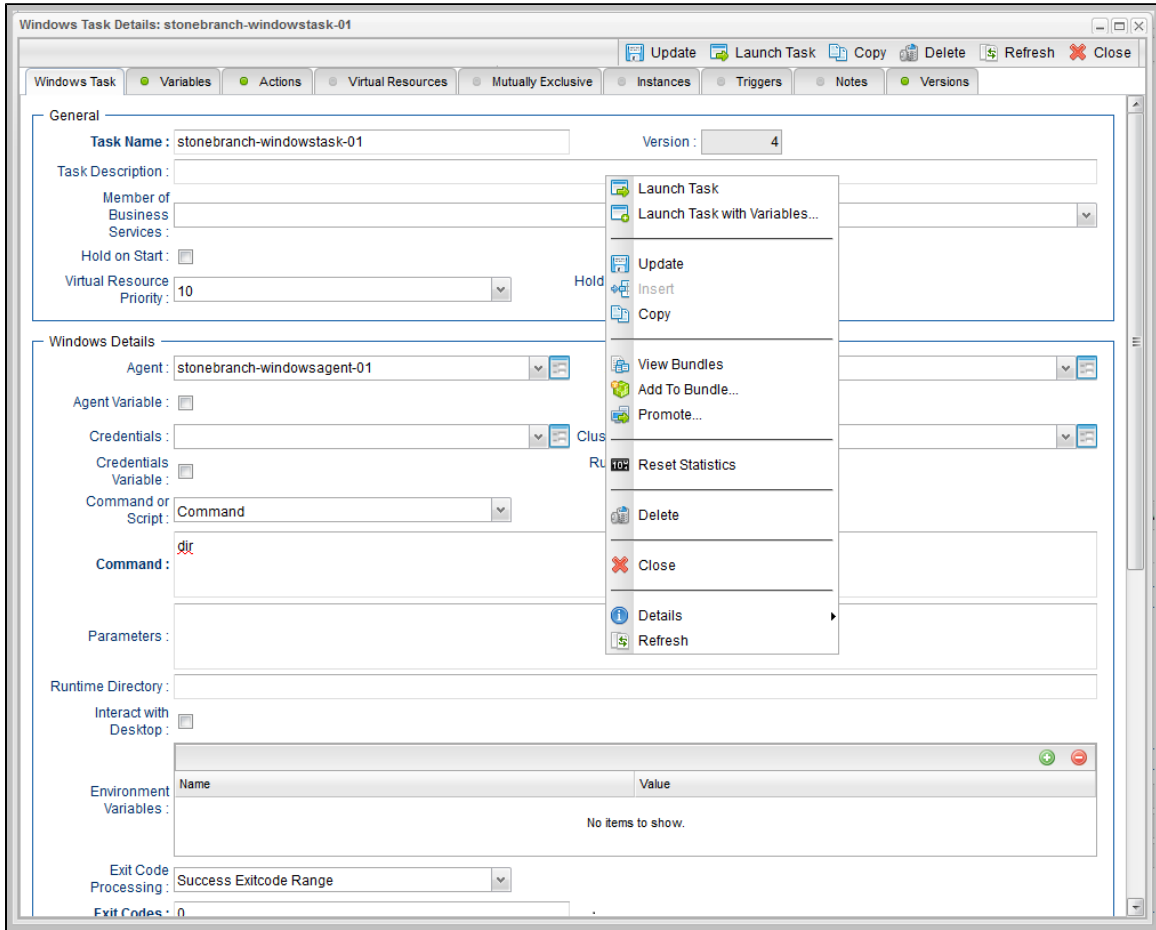 Windows Task Details: stonebranch-windowstask-01
Update Launch Task Copy Delete Refresh Close
Windows Task Variables Actions Virtual Resources Mutually Exclusive Instances Triggers Notes Versions
General
Task Name : stonebranch-windowstask-01 Version : 4
Task Description :
Member of
Business
Services :
Hold on Start :
Virtual Resource
Priority : 10 Hold
Launch Task
Launch Task with Variables...
Update
Insert
Copy
View Bundles
Add To Bundle...
Promote...
Reset Statistics
Delete
Close
Details
Refresh
Windows Details
Agent : stonebranch-windowsagent-01
Agent Variable :
Credentials : Clus
Credentials
Variable : Ru
Command or
Script : Command
Command : dir
Parameters :
Runtime Directory :
Interact with
Desktop :
Environment
Variables :
Name Value
No items to show.
Exit Code
Processing : Success Exitcode Range
Exit Codes : 0